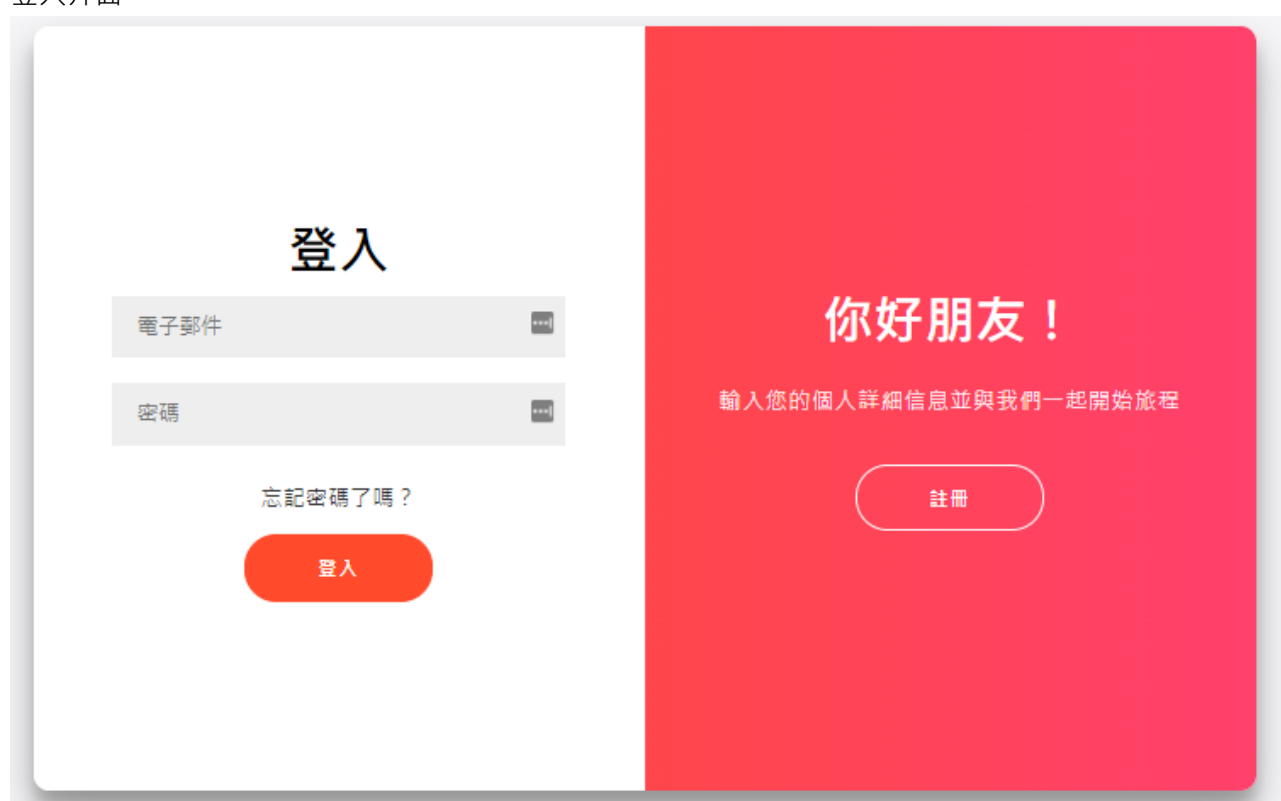 登入
電子郵件
密碼
忘記密碼了嗎？
登入
你好朋友！
輸入您的個人詳細信息並與我們一起開始旅程
註冊